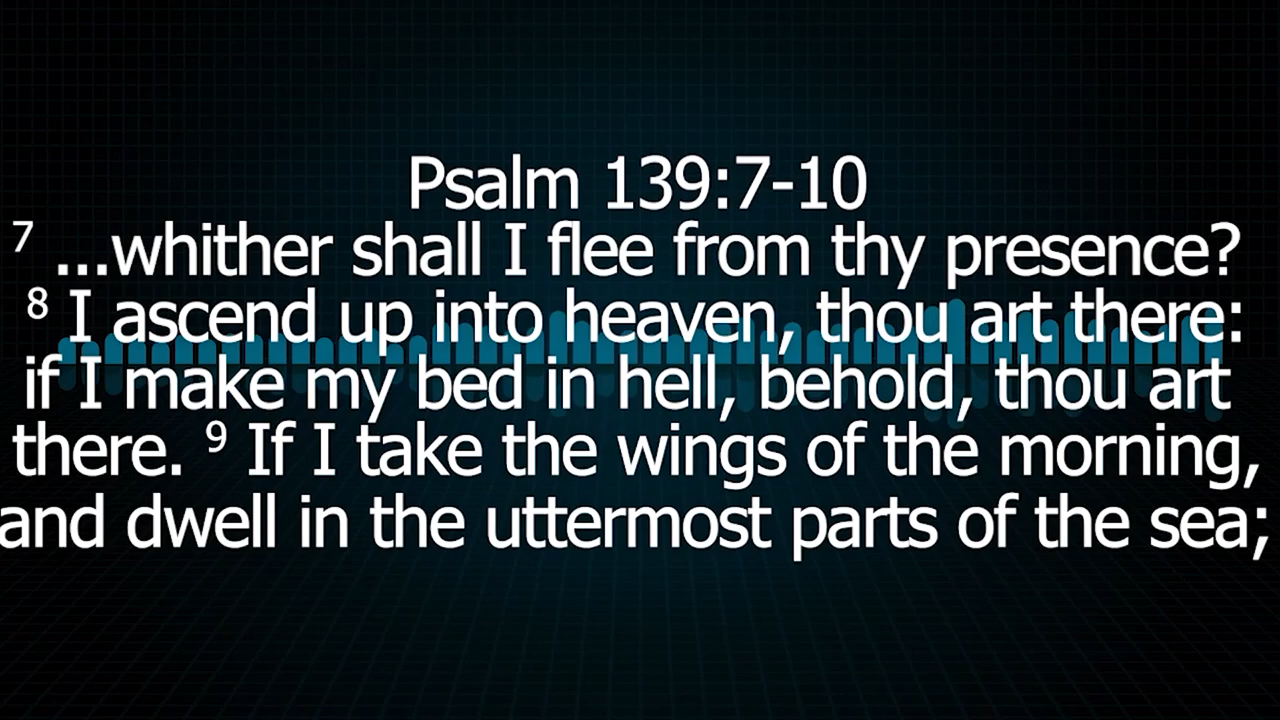 Psalm 139:7-10
7 ...whither shall I flee from thy presence?
8 I ascend up into heaven, thou art there:
if I make my bed in hell, behold, thou art
there. 9 If I take the wings of the morning,
and dwell in the uttermost parts of the sea;